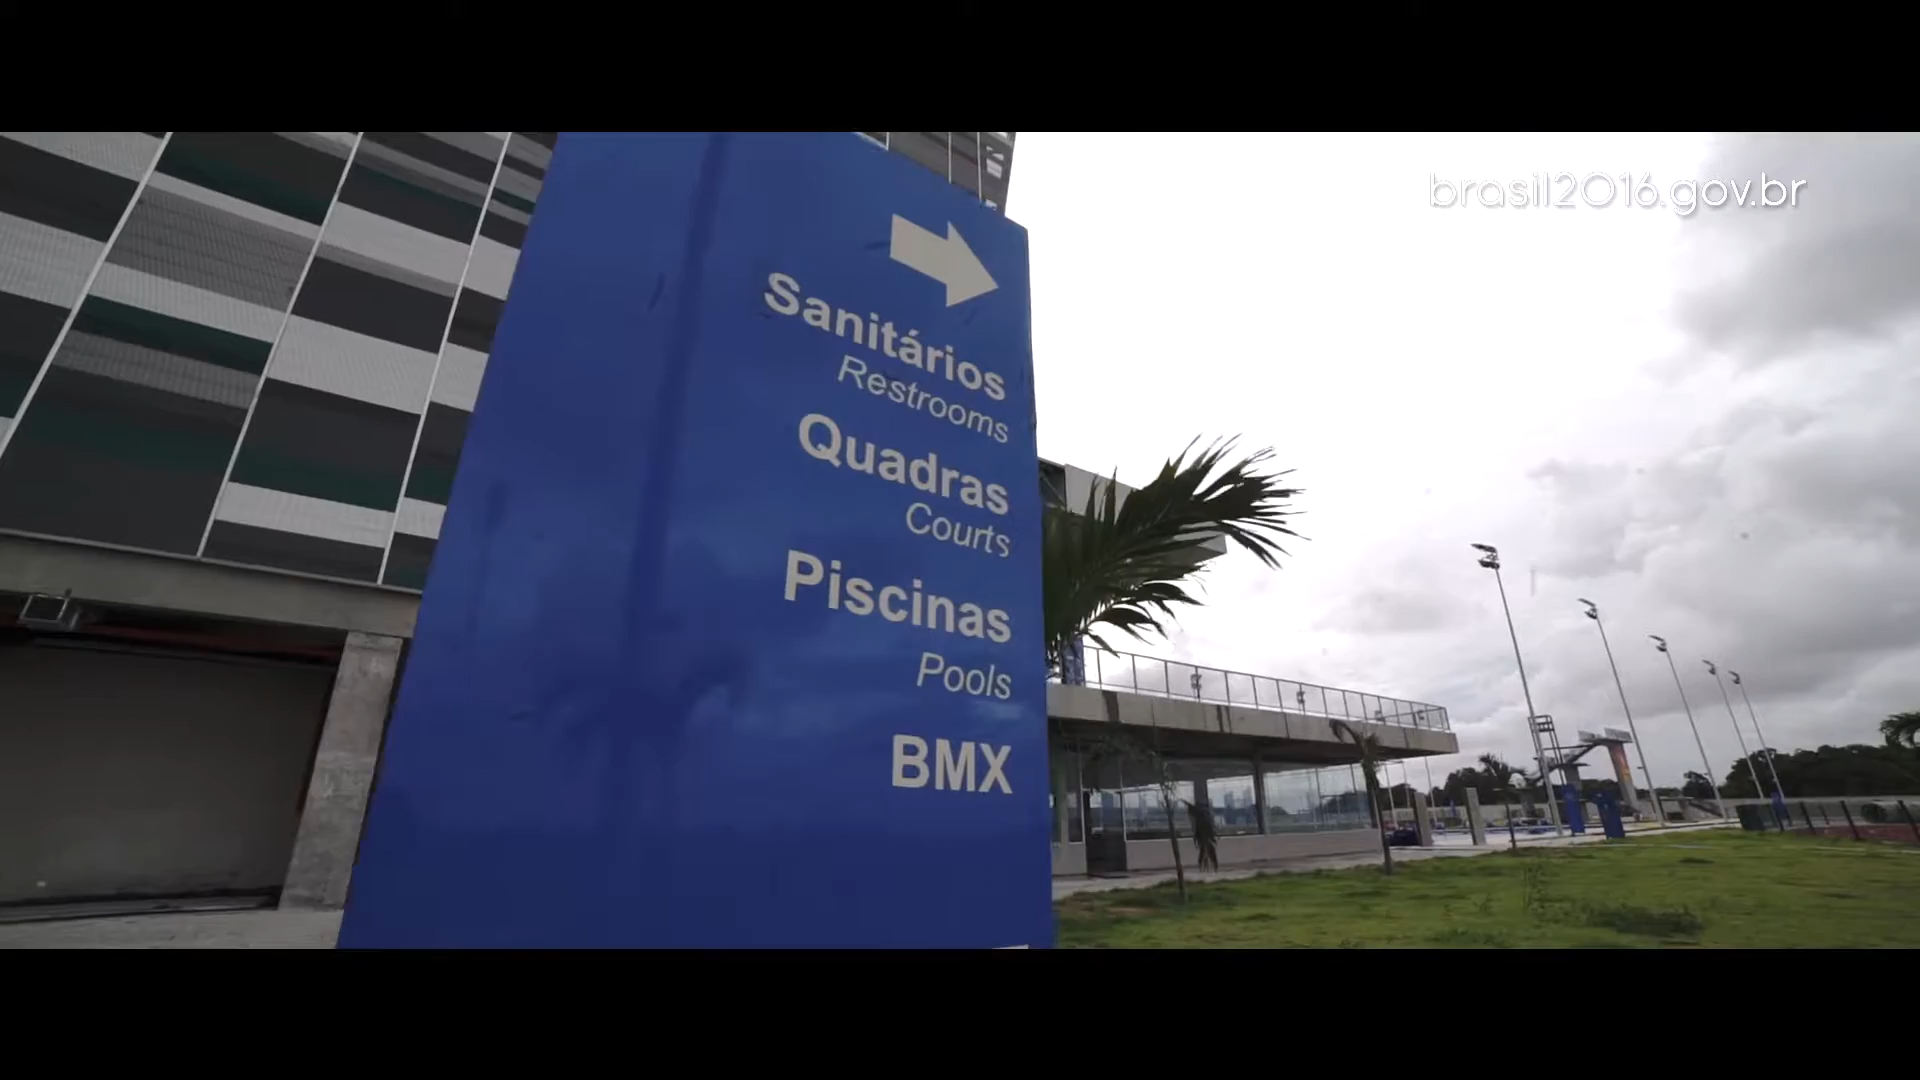 brasil2016.gov.br
Sanitários
Restrooms
Quadras
Courts
Piscinas
Pools
BMX